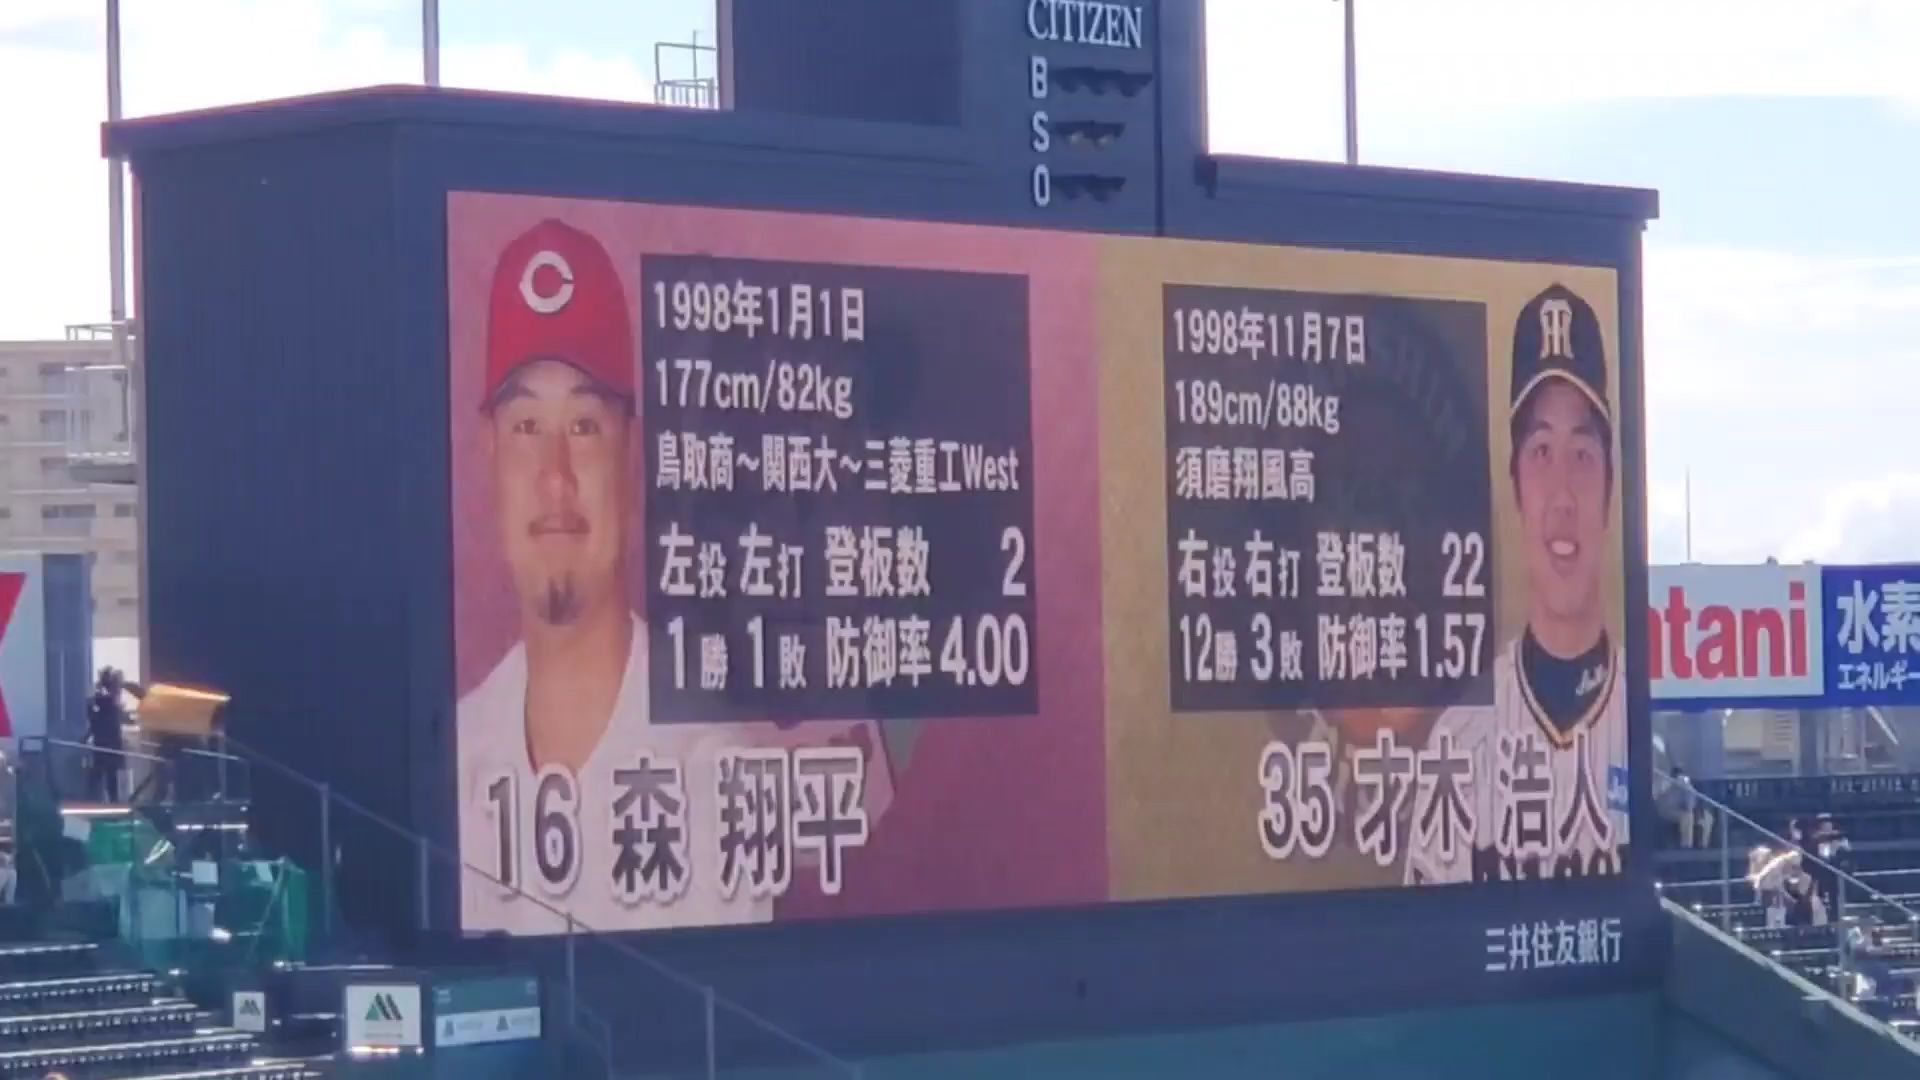 CITIZEN
B
S
O
C
1998年1月1日
177cm/82kg
鳥取商～関西大～三菱重工West
左投 左打 登板数 2
1勝 1敗 防御率 4.00
16 森 翔平
1998年11月7日
189cm/88kg
須磨翔風高
右投 右打 登板数 22
12勝 3敗 防御率 1.57
35 才木 浩人
三井住友銀行
水素
エネルギー